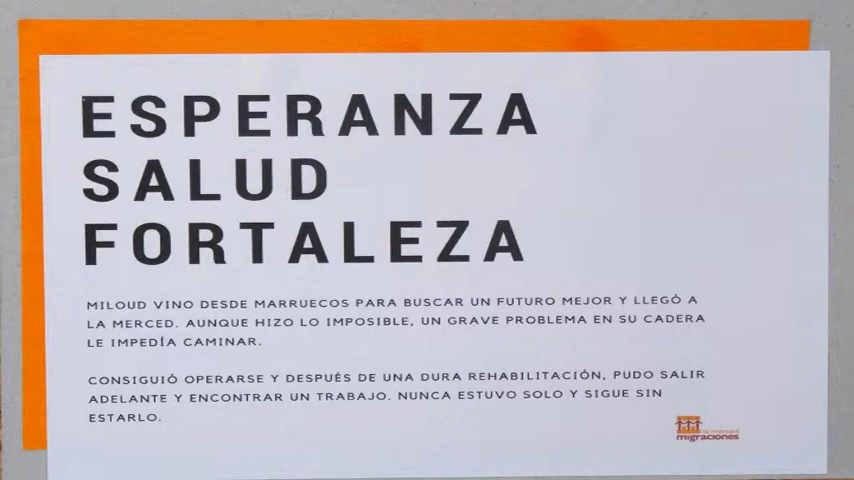 ESPERANZA
SALUD
FORTALEZA
MILOUD VINO DESDE MARRUECOS PARA BUSCAR UN FUTURO MEJOR Y LLEGÓ A
LA MERCED. AUNQUE HIZO LO IMPOSIBLE, UN GRAVE PROBLEMA EN SU CADERA
LE IMPEDÍA CAMINAR.
CONSIGUIÓ OPERARSE Y DESPUÉS DE UNA DURA REHABILITACIÓN, PUDO SALIR
ADELANTE Y ENCONTRAR UN TRABAJO. NUNCA ESTUVO SOLO Y SIGUE SIN
ESTARLO.
la merced
migraciones